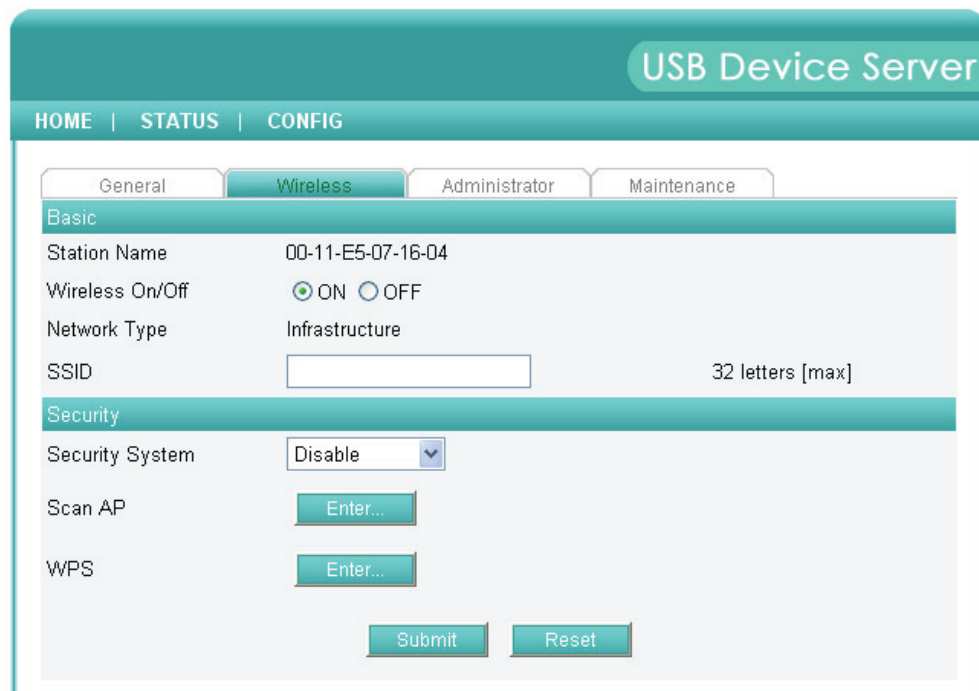 USB Device Server
HOME | STATUS | CONFIG
General Wireless Administrator Maintenance
Basic
Station Name 00-11-E5-07-16-04
Wireless On/Off ON OFF
Network Type Infrastructure
SSID 32 letters [max]
Security
Security System Disable
Scan AP Enter...
WPS Enter...
Submit Reset